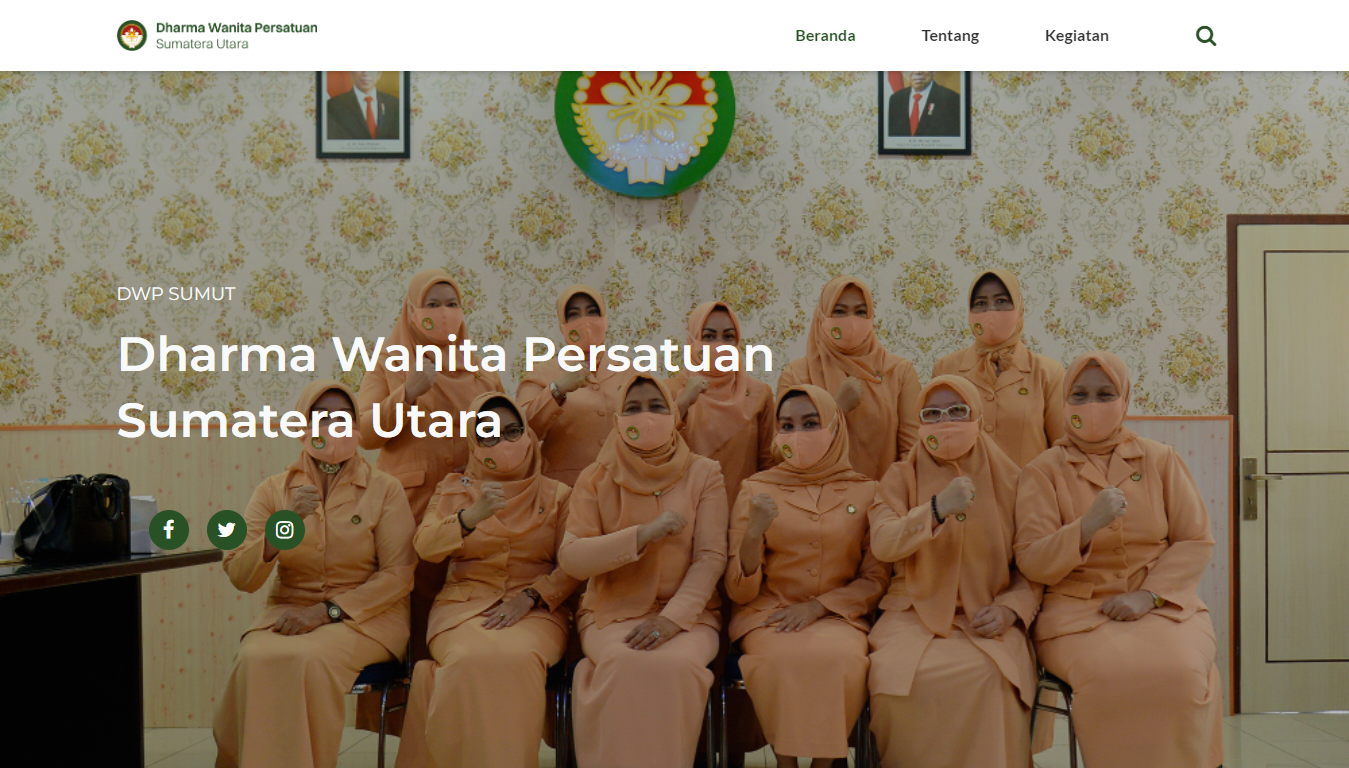 Dharma Wanita Persatuan
Sumatera Utara
Beranda
Tentang
Kegiatan
DWP SUMUT
Dharma Wanita Persatuan
Sumatera Utara